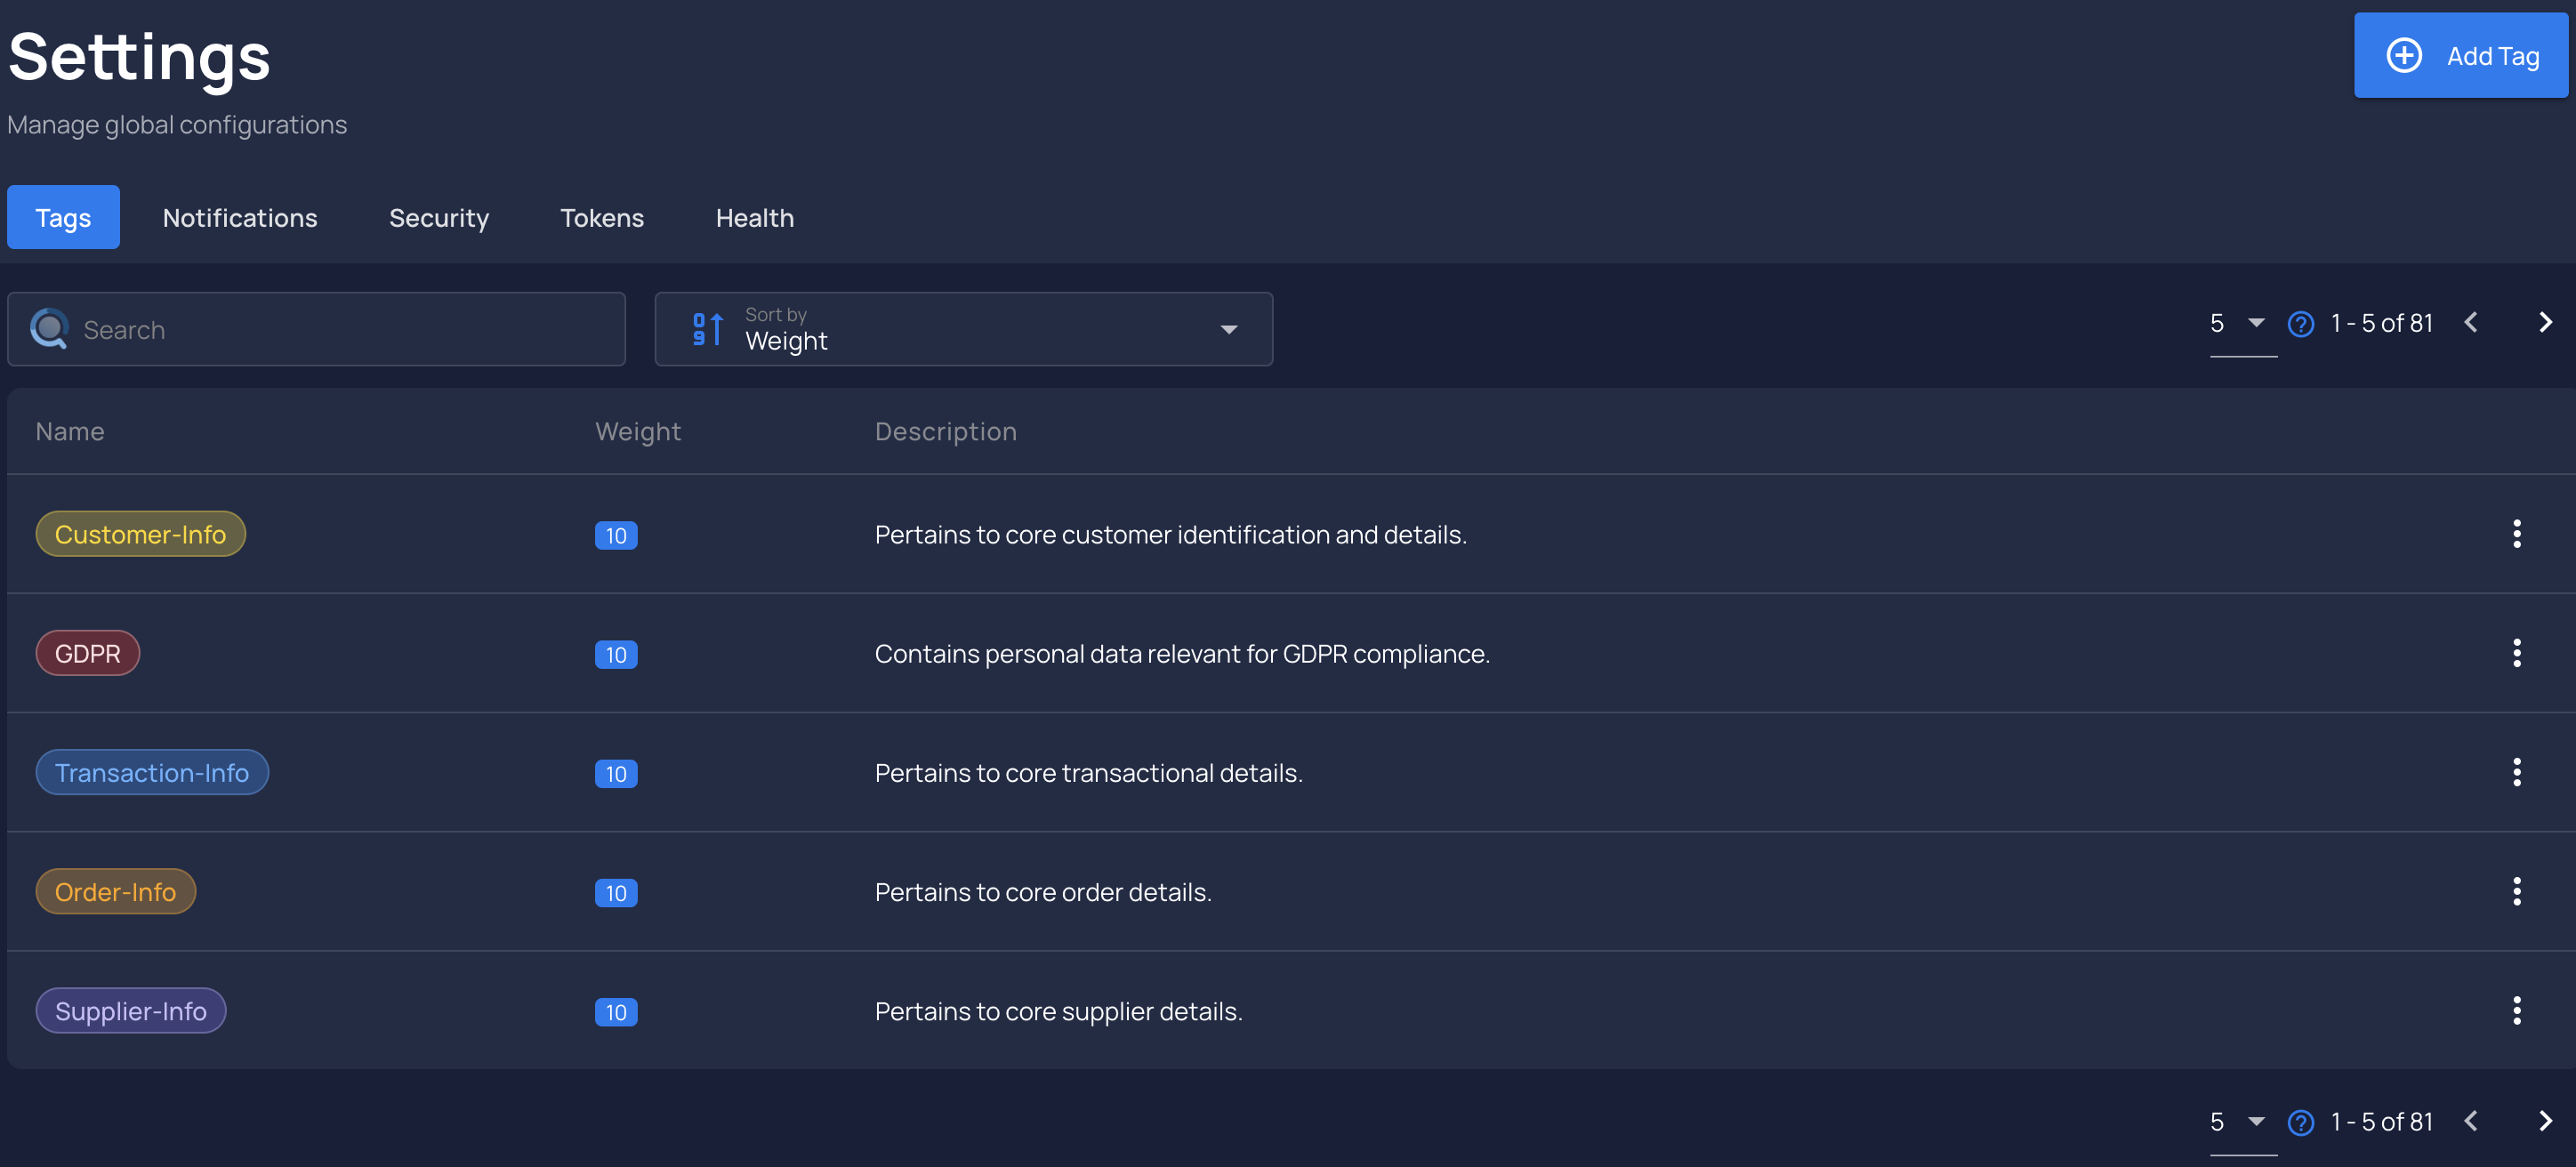 Settings
Add Tag
Manage global configurations
Tags Notifications Security Tokens Health
Search
Sort by
Weight
5 1 - 5 of 81
Name Weight Description
Customer-Info 10 Pertains to core customer identification and details.
GDPR 10 Contains personal data relevant for GDPR compliance.
Transaction-Info 10 Pertains to core transactional details.
Order-Info 10 Pertains to core order details.
Supplier-Info 10 Pertains to core supplier details.
5 1 - 5 of 81